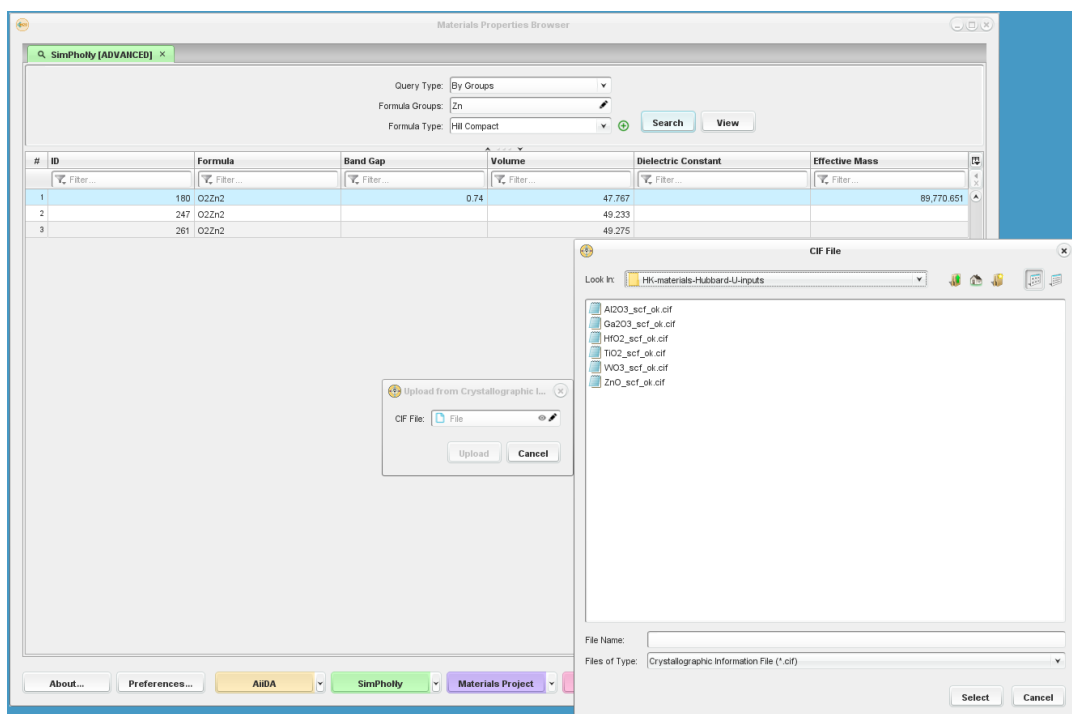 Materials Properties Browser
SimPhoNy [ADVANCED] ×
Query Type: By Groups
Formula Groups: Zn
Formula Type: Hill Compact
Search View
# ID Formula Band Gap Volume Dielectric Constant Effective Mass
Filter... Filter... Filter... Filter... Filter... Filter...
1 180 O2Zn2 0.74 47.767 89,770.651
2 247 O2Zn2 49.233
3 261 O2Zn2 49.275
CIF File
Look In: HK-materials-Hubbard-U-inputs
Al2O3_scf_ok.cif
Ga2O3_scf_ok.cif
HfO2_scf_ok.cif
TiO2_scf_ok.cif
WO3_scf_ok.cif
ZnO_scf_ok.cif
Upload from Crystallographic I...
CIF File: File
Upload Cancel
File Name:
Files of Type: Crystallographic Information File (*.cif)
Select Cancel
About... Preferences... AiiDA SimPhoNy Materials Project